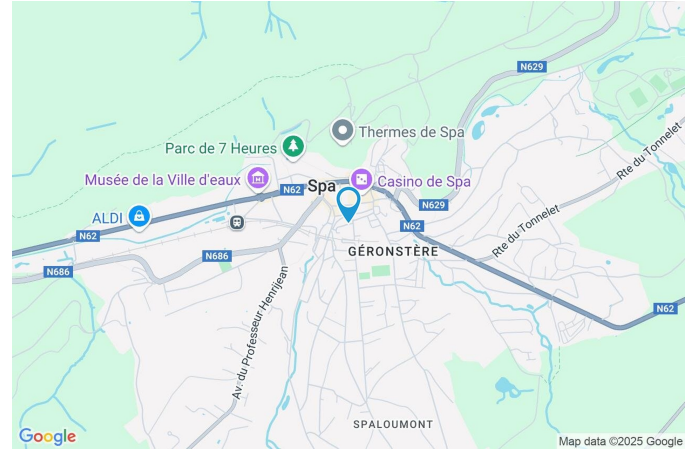 N629
Thermes de Spa
Parc de 7 Heures
Rte du Tonnelet
Musée de la Ville d'eaux
N62
Spa
Casino de Spa
ALDI
N629
N62
N62
Rte du Tonnelet
N686
GÉRONSTÈRE
N686
N62
Av. du Professeur Henrijean
SPALOUMONT
Google
Map data ©2025 Google